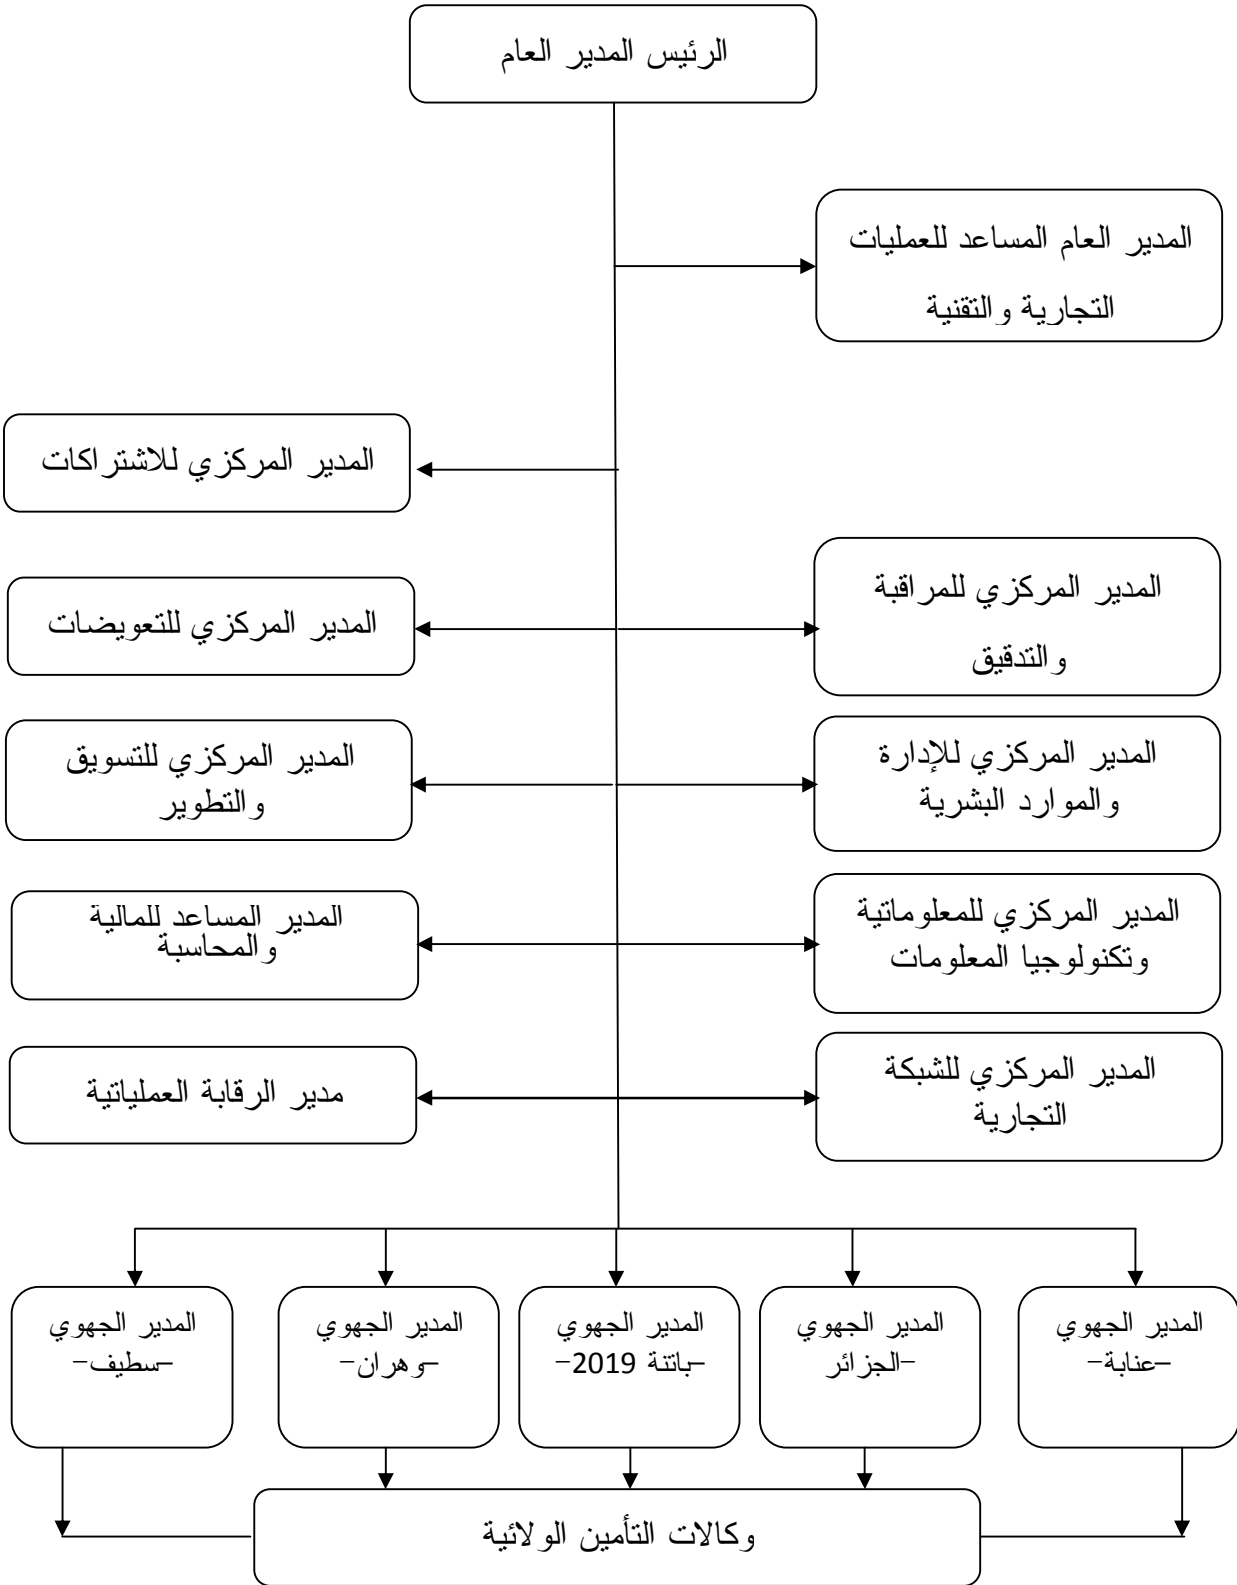 الرئيس المدير العام
المدير العام المساعد للعمليات
التجارية والتقنية
المدير المركزي للاشتراكات
المدير المركزي للمراقبة
والتدقيق
المدير المركزي للتعويضات
المدير المركزي للإدارة
والموارد البشرية
المدير المركزي للتسويق
والتطوير
المدير المركزي للمعلوماتية
وتكنولوجيا المعلومات
المدير المساعد للمالية
والمحاسبة
المدير المركزي للشبكة
التجارية
مدير الرقابة العملياتية
المدير الجهوي
–عنابة-
المدير الجهوي
-الجزائر
المدير الجهوي
–باتنة 2019-
المدير الجهوي
–وهران-
المدير الجهوي
–سطيف-
وكالات التأمين الولائية